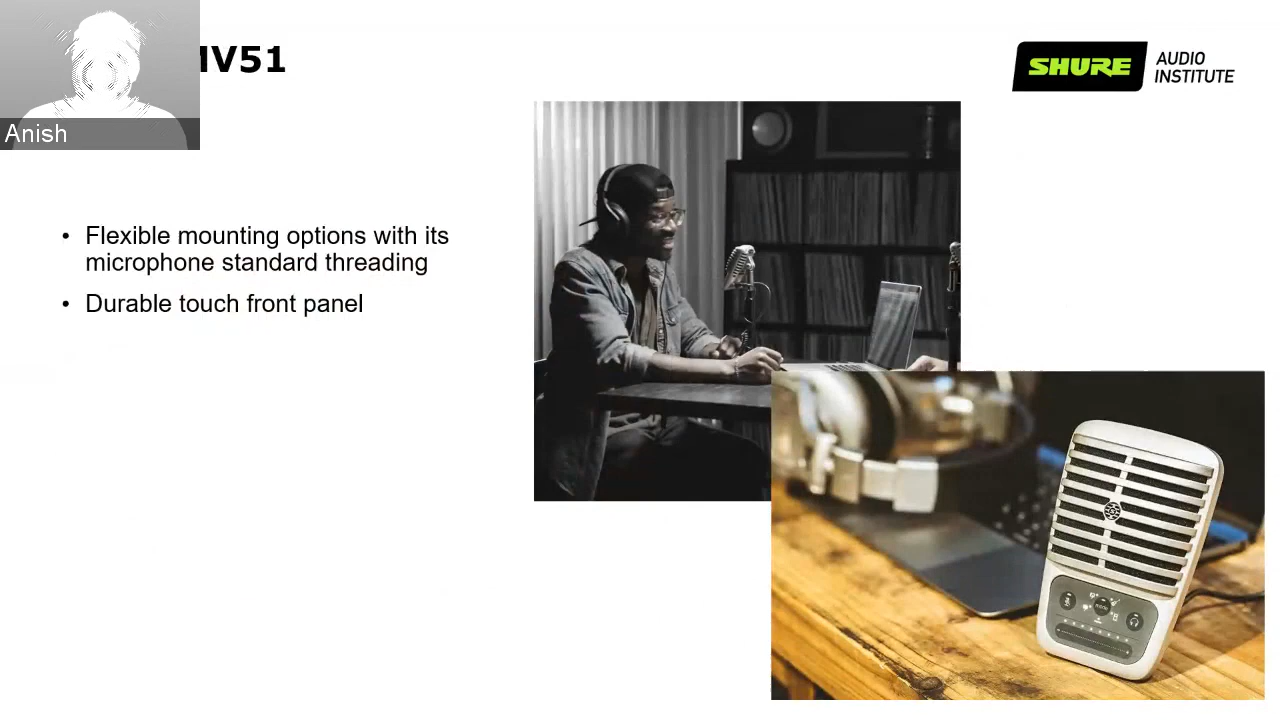 MV51
Anish
SHURE
AUDIO
INSTITUTE
• Flexible mounting options with its
microphone standard threading
• Durable touch front panel